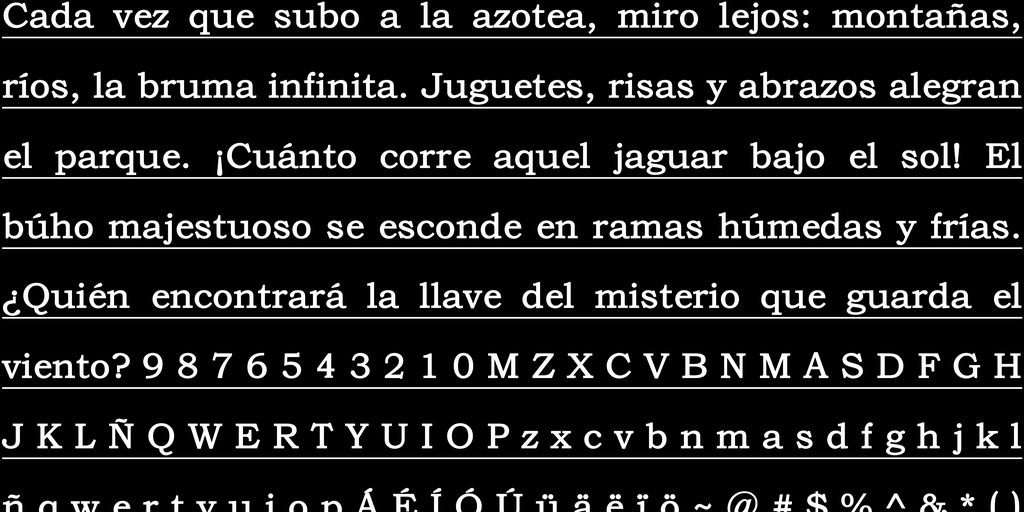 Cada vez que subo a la azotea, miro lejos: montañas,
ríos, la bruma infinita. Juguetes, risas y abrazos alegran
el parque. ¡Cuánto corre aquel jaguar bajo el sol! El
búho majestuoso se esconde en ramas húmedas y frías.
¿Quién encontrará la llave del misterio que guarda el
viento? 9 8 7 6 5 4 3 2 1 0 M Z X C V B N M A S D F G H
J K L Ñ Q W E R T Y U I O P z x c v b n m a s d f g h j k l
ñ q w e r t y u i o p Á É Í Ó Ú ü ä ë ï ö ~ @ # $ % ^ & * ( )